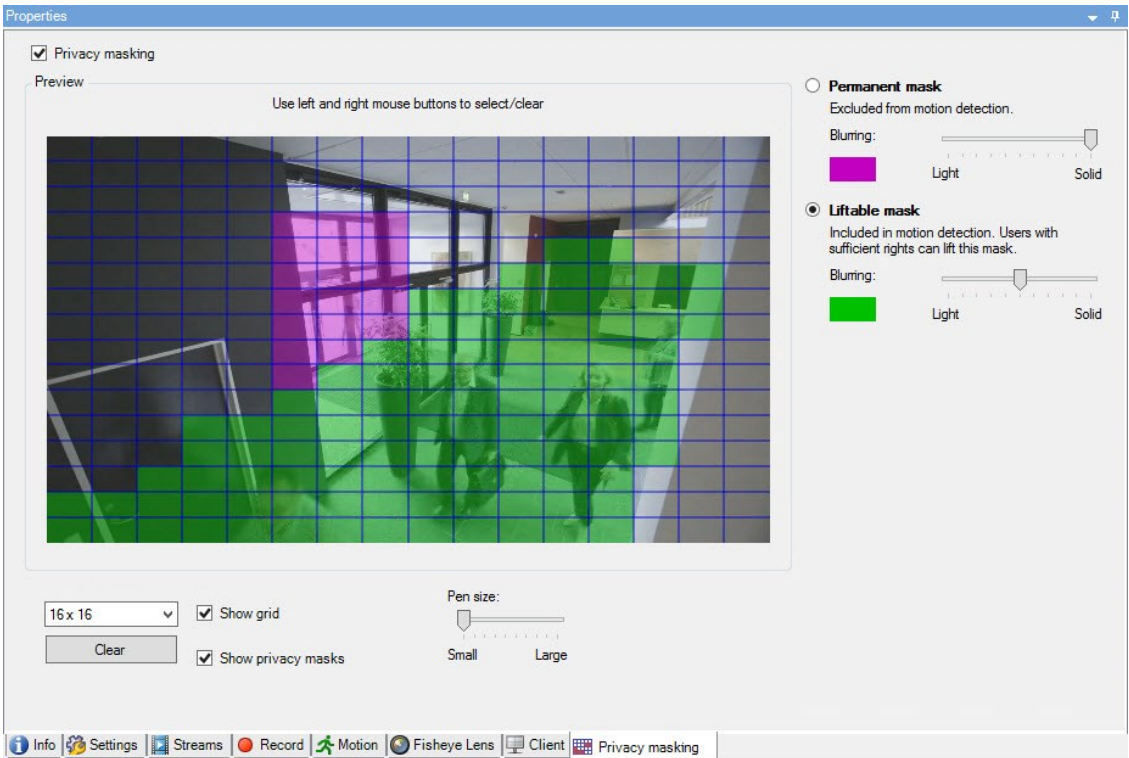 Properties
Privacy masking
Preview
Use left and right mouse buttons to select/clear
Permanent mask
Excluded from motion detection.
Blurring:
Light Solid
Liftable mask
Included in motion detection. Users with
sufficient rights can lift this mask.
Blurring:
Light Solid
16 x 16
Show grid
Clear
Show privacy masks
Pen size:
Small Large
Info Settings Streams Record Motion Fisheye Lens Client Privacy masking